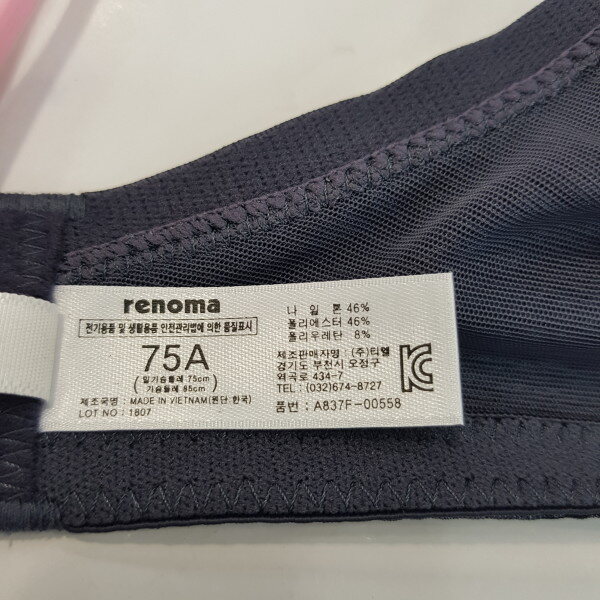 renoma
전기용품 및 생활용품 안전관리법에 의한 품질표시
75A
(밑가슴둘레 75cm
가슴둘레 85cm)
제조국명 : MADE IN VIETNAM(원단:한국)
LOT NO : 1807
나 일 론 46%
폴리에스터 46%
폴리우레탄 8%
제조판매자명 (주)티엘
경기도 부천시 오정구
역곡로 434-7
TEL : (032)674-8727
품번 : A837F-00558